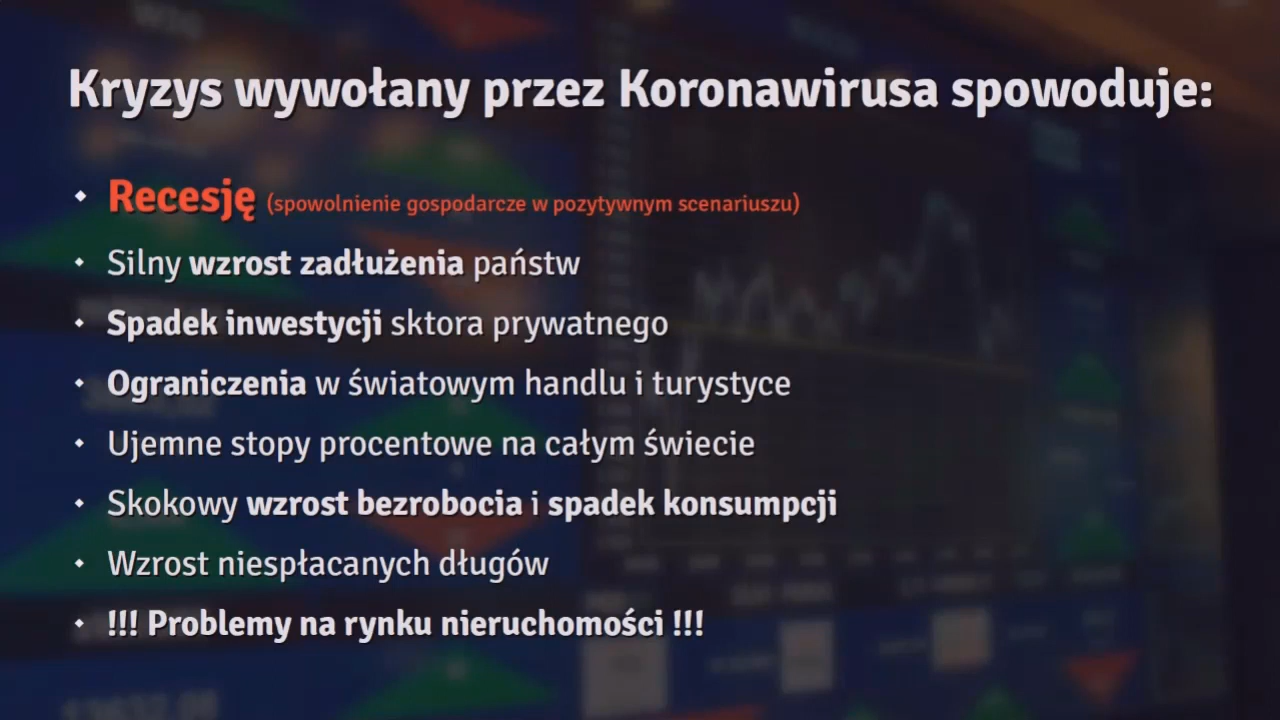 Kryzys wywołany przez Koronawirusa spowoduje:
• Recesję (spowolnienie gospodarcze w pozytywnym scenariuszu)
• Silny wzrost zadłużenia państw
• Spadek inwestycji sktora prywatnego
• Ograniczenia w światowym handlu i turystyce
• Ujemne stopy procentowe na całym świecie
• Skokowy wzrost bezrobocia i spadek konsumpcji
• Wzrost niespłacanych długów
• !!! Problemy na rynku nieruchomości !!!